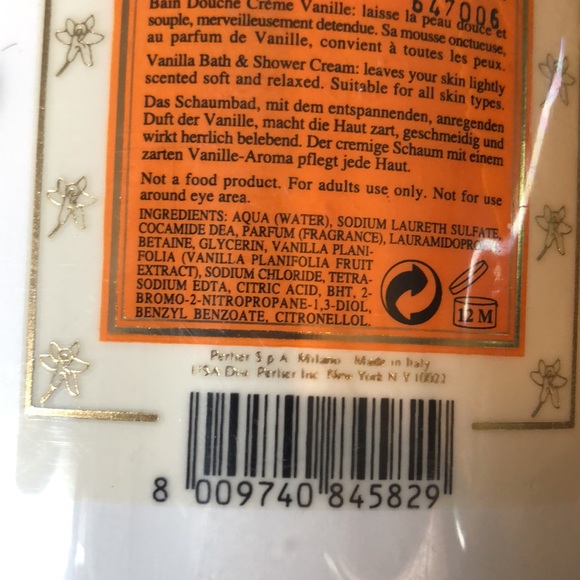 Bain Douche Crème Vanille: laisse la peau douce et
647006
souple, merveilleusement detendue. Sa mousse onctueuse,
au parfum de Vanille, convient à toutes les peux.
Vanilla Bath & Shower Cream: leaves your skin lightly
scented soft and relaxed. Suitable for all skin types.
Das Schaumbad, mit dem entspannenden, anregenden
Duft der Vanille, macht die Haut zart, geschmeidig und
wirkt herrlich belebend. Der cremige Schaum mit einem
zarten Vanille-Aroma pflegt jede Haut.
Not a food product. For adults use only. Not for use
around eye area.
INGREDIENTS: AQUA (WATER), SODIUM LAURETH SULFATE,
COCAMIDE DEA, PARFUM (FRAGRANCE), LAURAMIDOPROPYL
BETAINE, GLYCERIN, VANILLA PLANI-
FOLIA (VANILLA PLANIFOLIA FRUIT
EXTRACT), SODIUM CHLORIDE, TETRA-
SODIUM EDTA, CITRIC ACID, BHT, 2-
BROMO-2-NITROPROPANE-1,3-DIOL,
BENZYL BENZOATE, CITRONELLOL.
12 M
Perlier S.p.A. Milano Made in Italy
USA Dist. Perlier Inc. New York N.Y. 10022
8 009740 845829